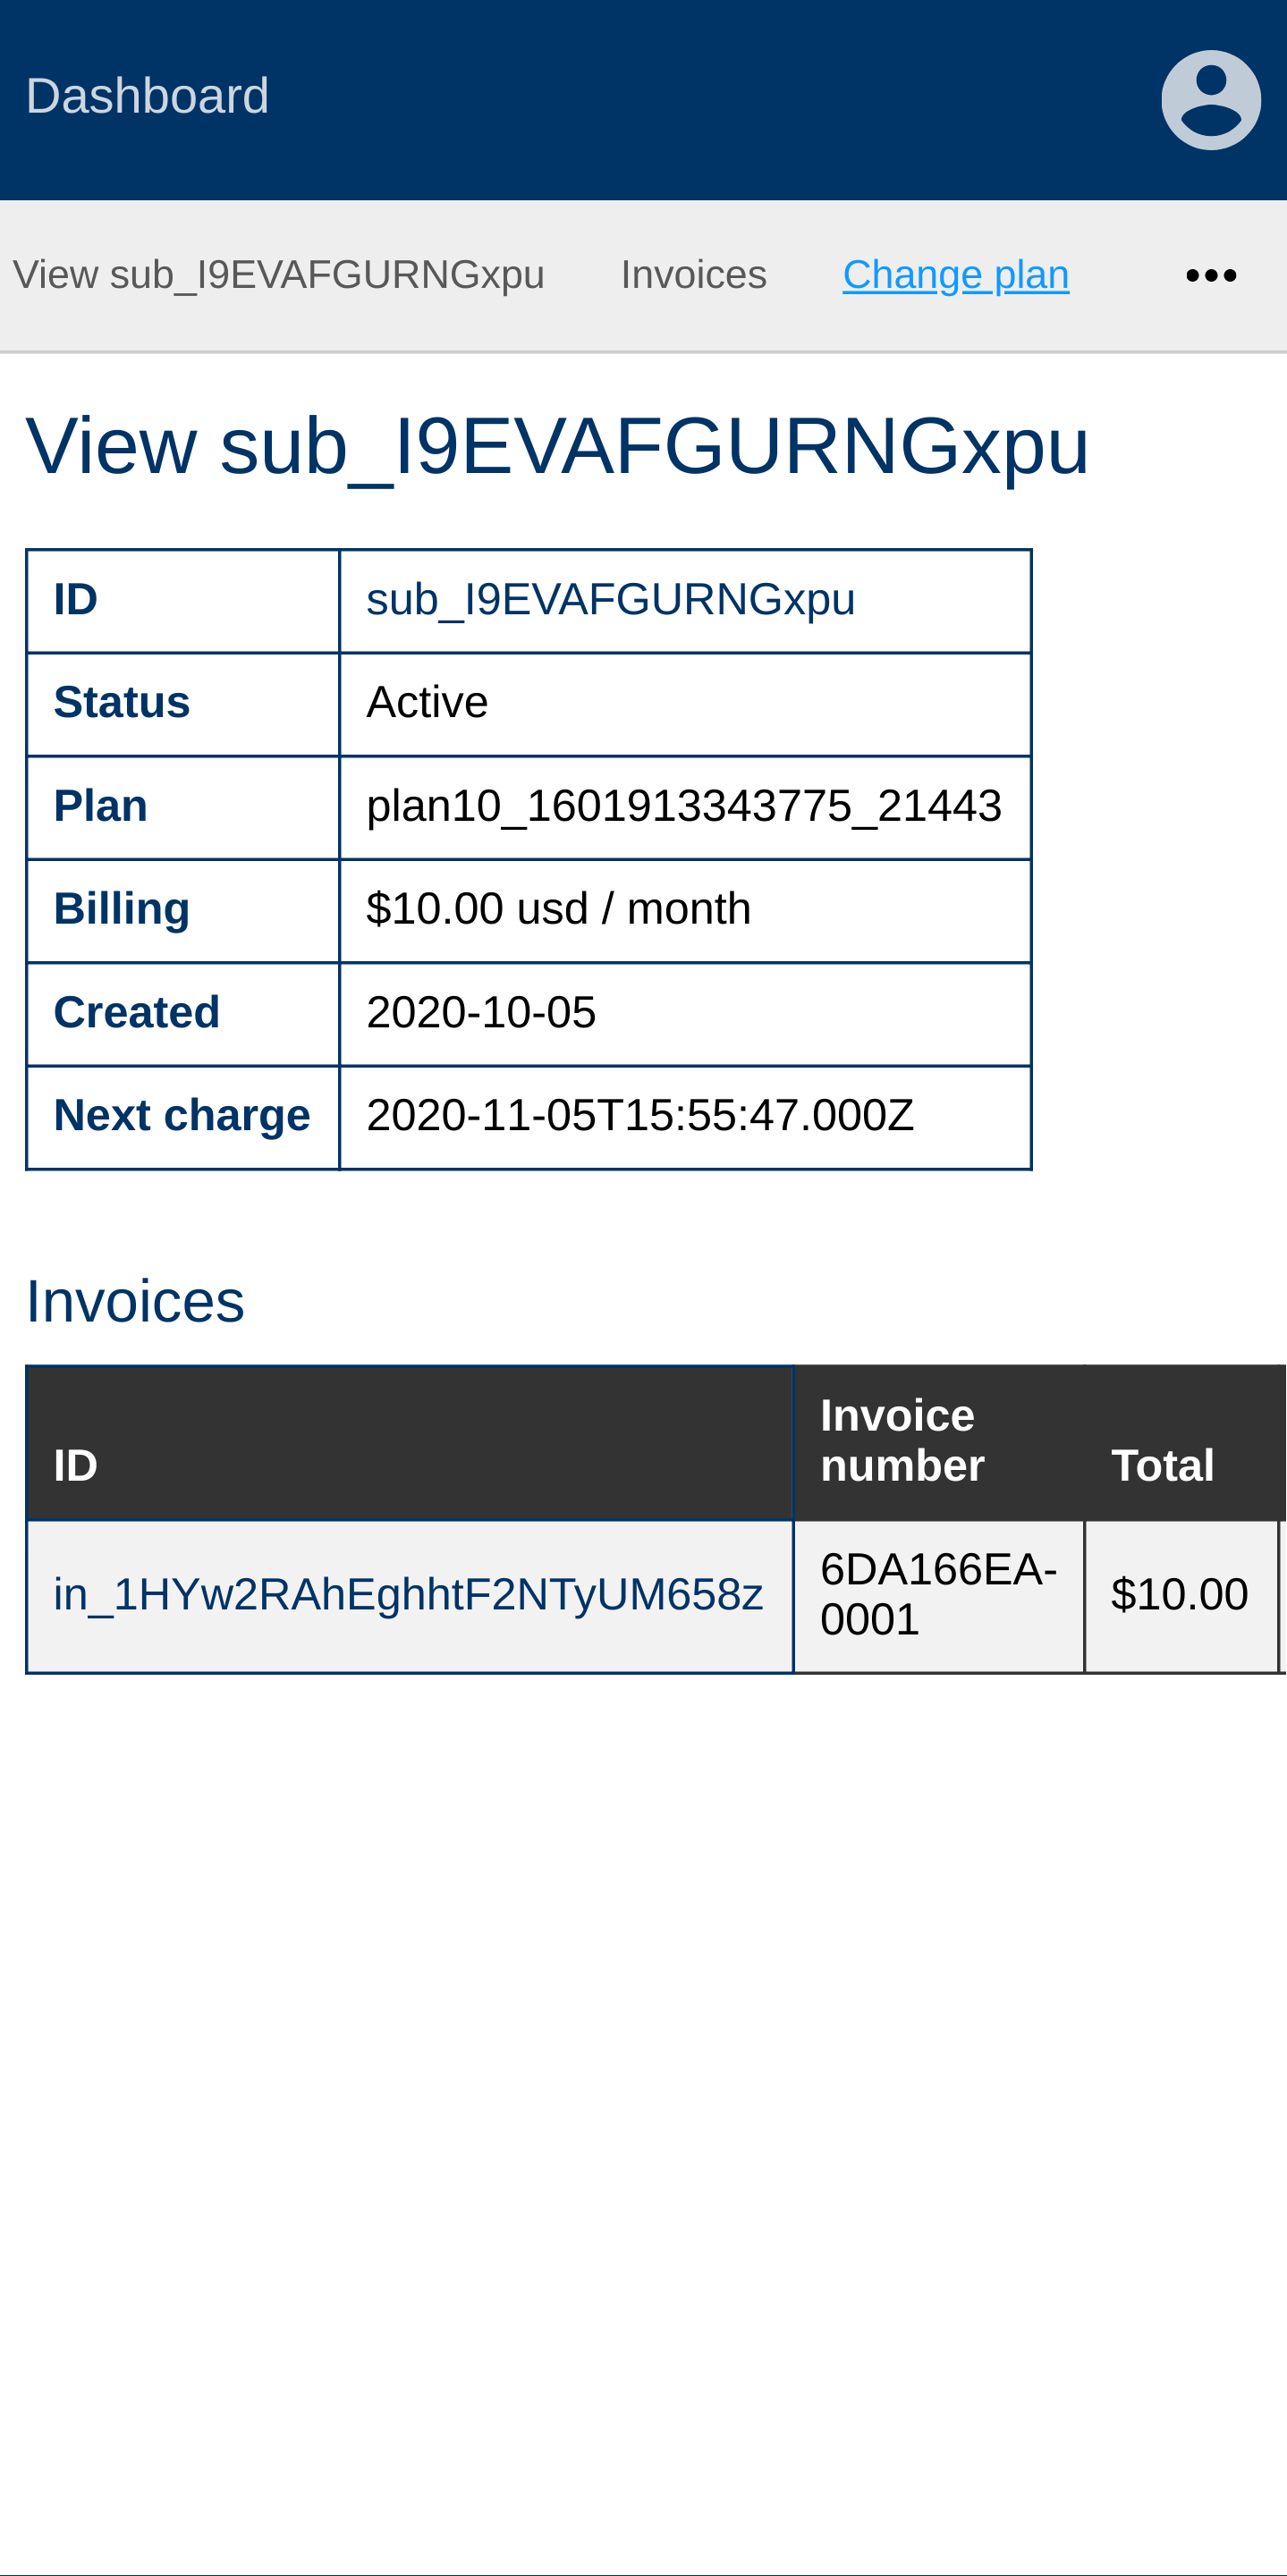 Dashboard
View sub_I9EVAFGURNGxpu Invoices Change plan
View sub_I9EVAFGURNGxpu
ID sub_I9EVAFGURNGxpu
Status Active
Plan plan10_1601913343775_21443
Billing $10.00 usd / month
Created 2020-10-05
Next charge 2020-11-05T15:55:47.000Z
Invoices
ID Invoice number Total
in_1HYw2RAhEghhtF2NTyUM658z 6DA166EA-0001 $10.00